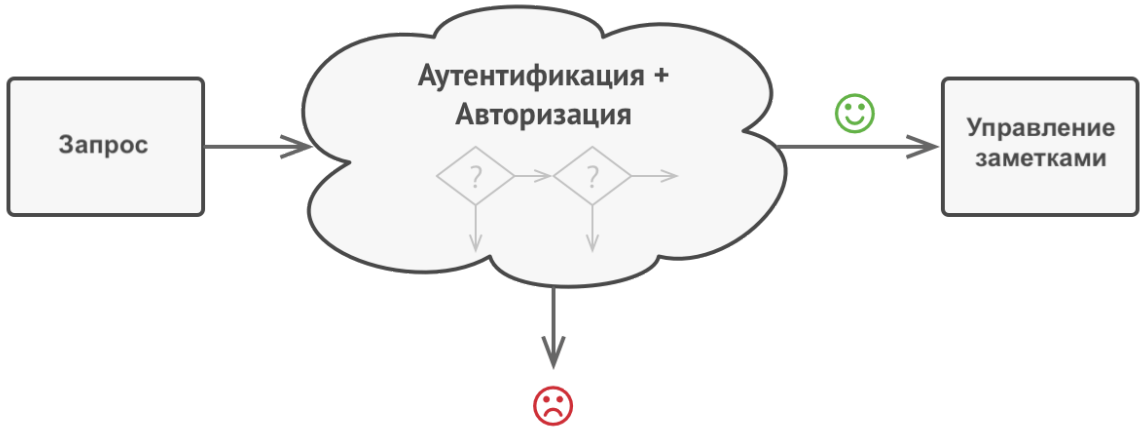 Запрос
Аутентификация +
Авторизация
? ?
Управление
заметками